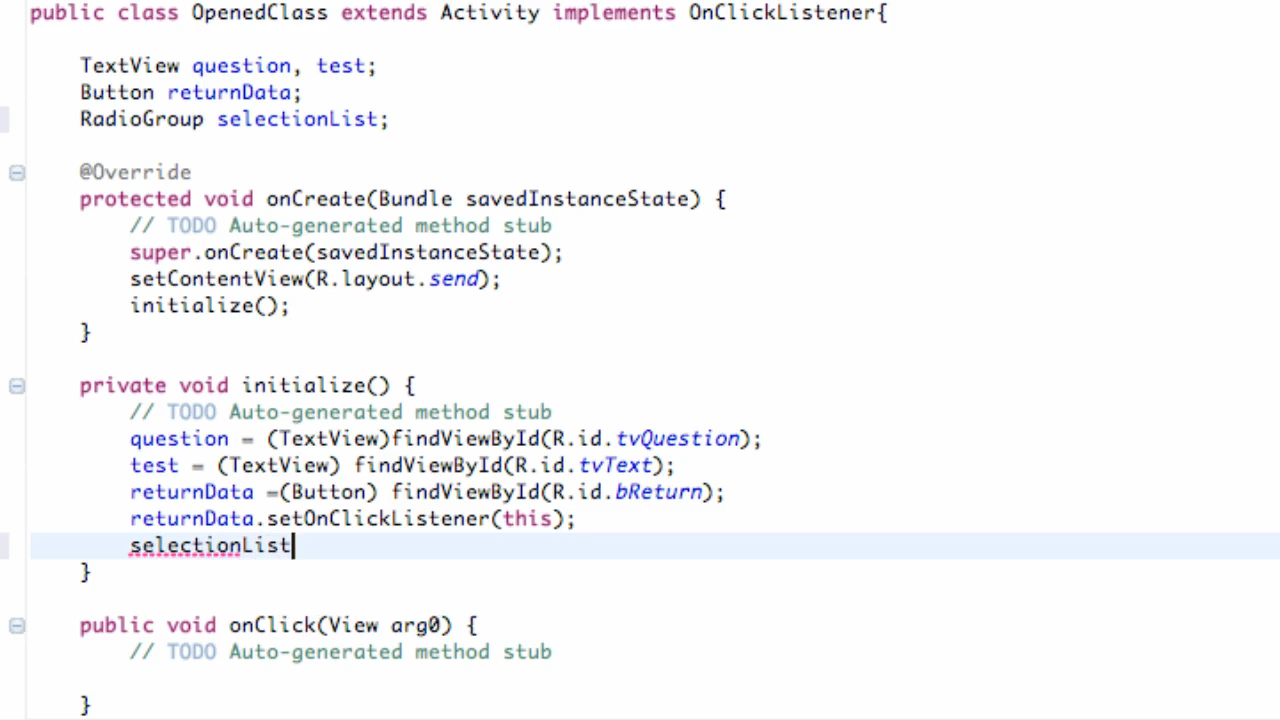 public class OpenedClass extends Activity implements OnClickListener{
TextView question, test;
Button returnData;
RadioGroup selectionList;
@Override
protected void onCreate(Bundle savedInstanceState) {
// TODO Auto-generated method stub
super.onCreate(savedInstanceState);
setContentView(R.layout.send);
initialize();
}
private void initialize() {
// TODO Auto-generated method stub
question = (TextView)findViewById(R.id.tvQuestion);
test = (TextView) findViewById(R.id.tvText);
returnData =(Button) findViewById(R.id.bReturn);
returnData.setOnClickListener(this);
selectionList
}
public void onClick(View arg0) {
// TODO Auto-generated method stub
}